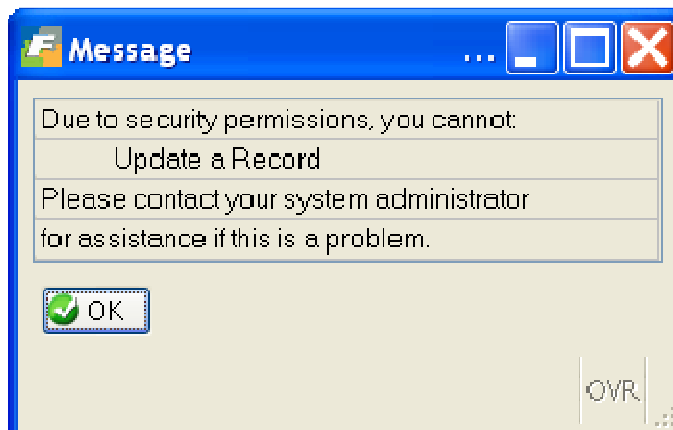 Message ...
Due to security permissions, you cannot:
Update a Record
Please contact your system administrator
for assistance if this is a problem.
OK
OVR